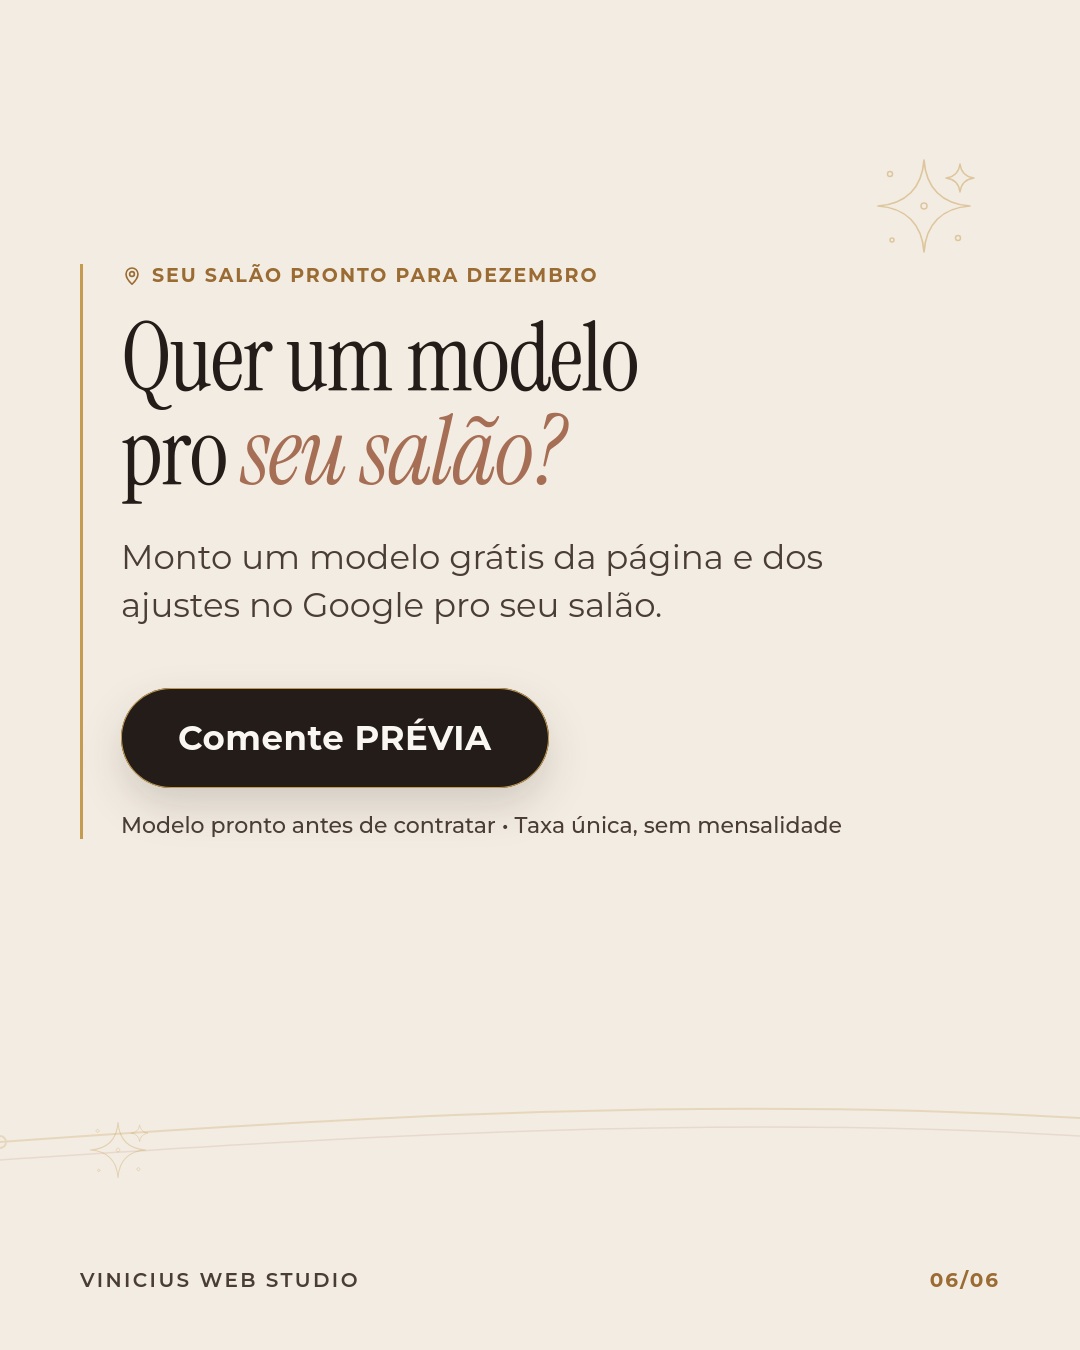 SEU SALÃO PRONTO PARA DEZEMBRO
Quer um modelo
pro seu salão?
Monto um modelo grátis da página e dos
ajustes no Google pro seu salão.
Comente PRÉVIA
Modelo pronto antes de contratar • Taxa única, sem mensalidade
VINICIUS WEB STUDIO
06/06